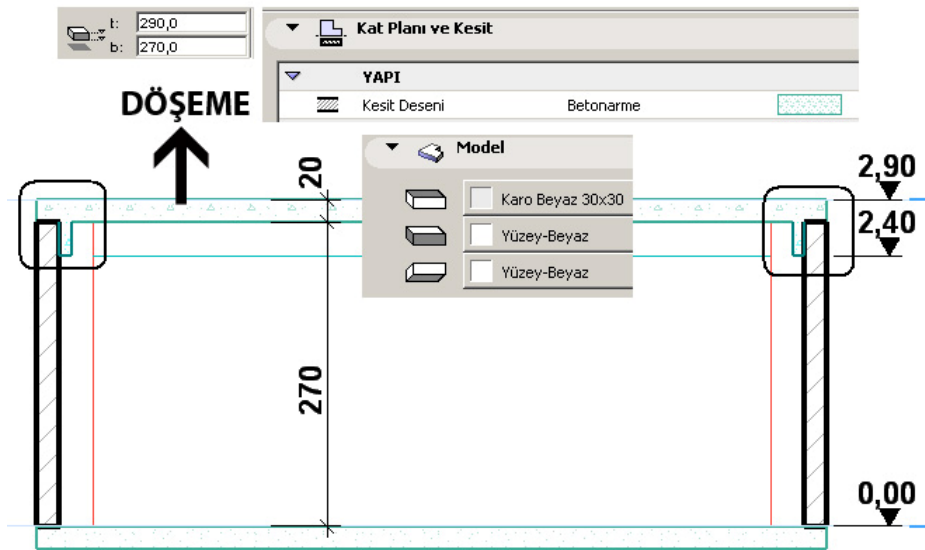 t: 290,0
b: 270,0
Kat Planı ve Kesit
YAPI
Kesit Deseni Betonarme
DÖŞEME
Model
Karo Beyaz 30x30
Yüzey-Beyaz
Yüzey-Beyaz
20
270
2,90
2,40
0,00